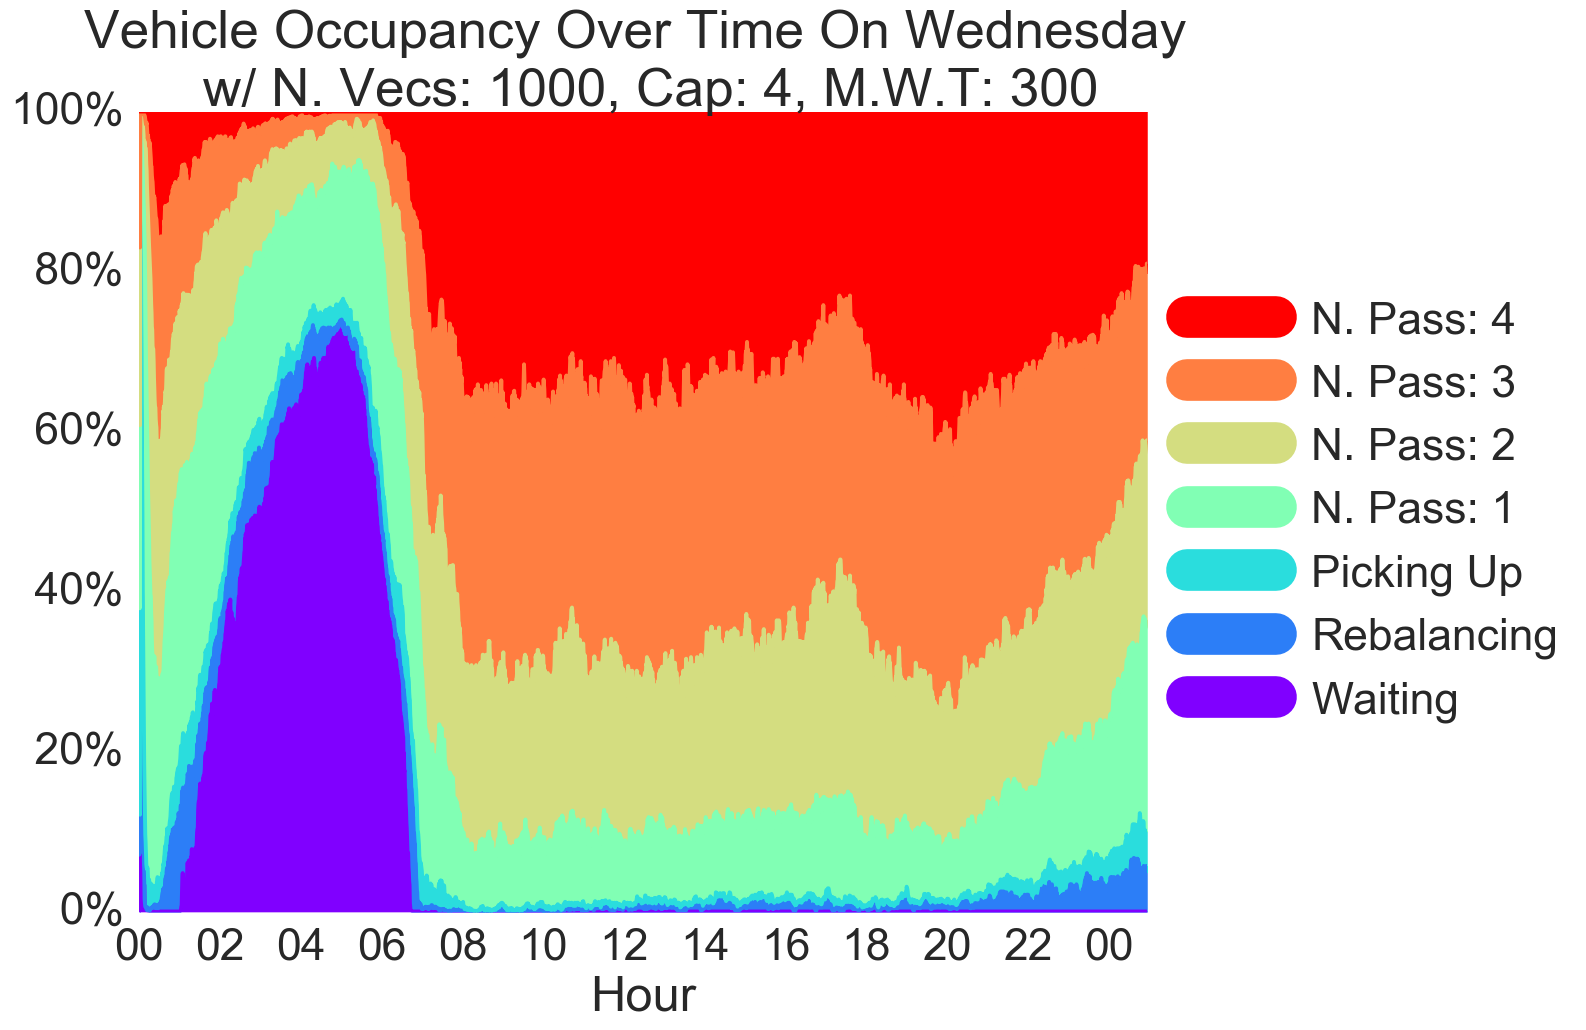 Vehicle Occupancy Over Time On Wednesday
w/ N. Vecs: 1000, Cap: 4, M.W.T: 300
100%
80%
60%
40%
20%
0%
00 02 04 06 08 10 12 14 16 18 20 22 00
Hour
N. Pass: 4
N. Pass: 3
N. Pass: 2
N. Pass: 1
Picking Up
Rebalancing
Waiting